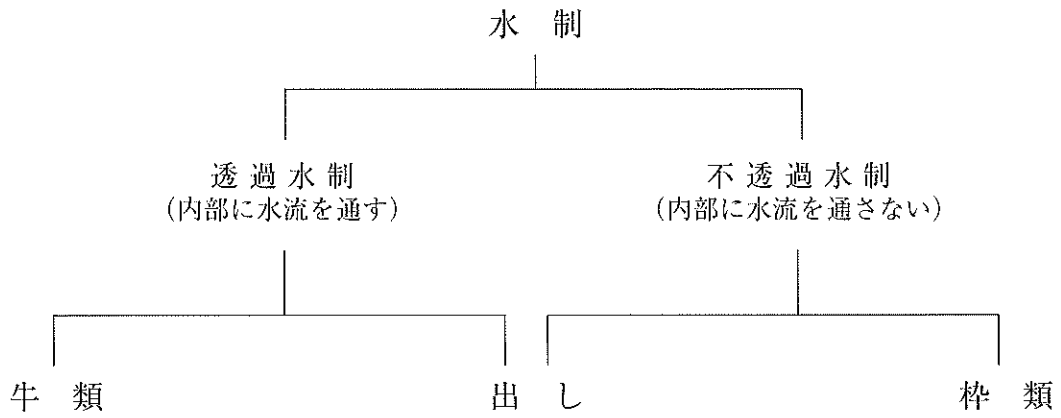 水 制
透過水制
(内部に水流を通す)
不透過水制
(内部に水流を通さない)
牛 類
出 し
枠 類